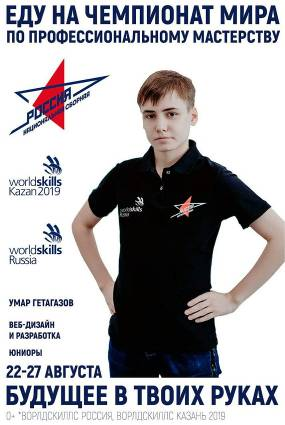 ЕДУ НА ЧЕМПИОНАТ МИРА
ПО ПРОФЕССИОНАЛЬНОМУ МАСТЕРСТВУ
РОССИЯ
НАЦИОНАЛЬНАЯ СБОРНАЯ
worldskills
Kazan 2019
worldskills
Russia
УМАР ГЕТАГАЗОВ
ВЕБ-ДИЗАЙН
И РАЗРАБОТКА
ЮНИОРЫ
22-27 АВГУСТА
БУДУЩЕЕ В ТВОИХ РУКАХ
0+ *ВОРЛДСКИЛЛС РОССИЯ, ВОРЛДСКИЛЛС КАЗАНЬ 2019